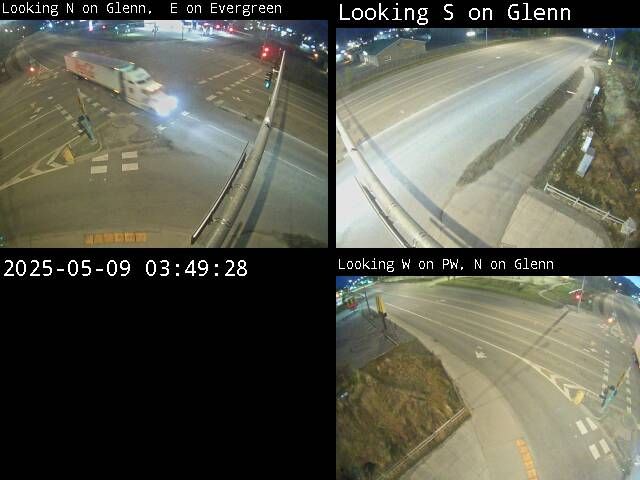 Looking N on Glenn,  E on Evergreen
Looking S on Glenn
2025-05-09 03:49:28
Looking W on PW, N on Glenn